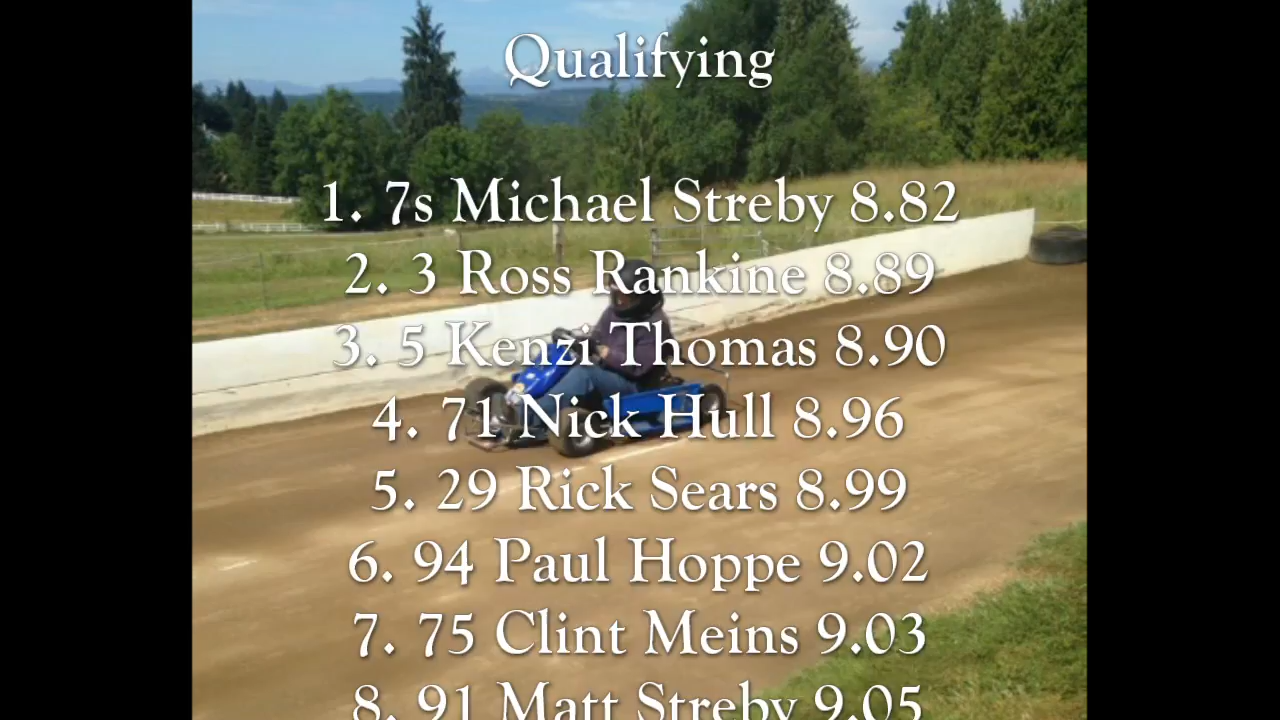 Qualifying
1. 7s Michael Streby 8.82
2. 3 Ross Rankine 8.89
3. 5 Kenzi Thomas 8.90
4. 71 Nick Hull 8.96
5. 29 Rick Sears 8.99
6. 94 Paul Hoppe 9.02
7. 75 Clint Meins 9.03
8. 91 Matt Streby 9.05